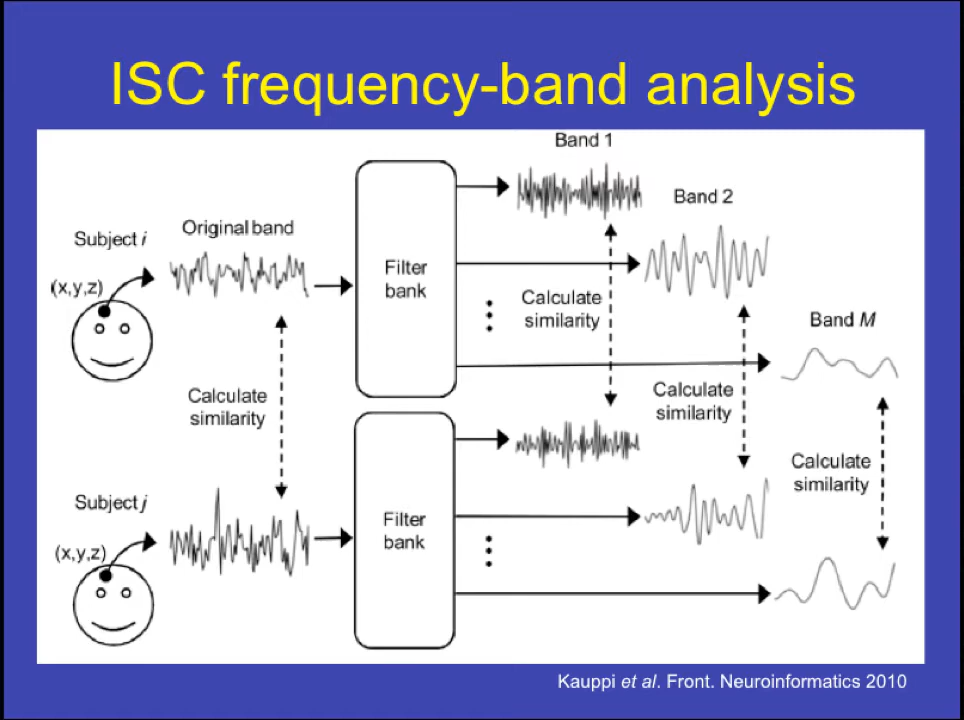 ISC frequency-band analysis
Band 1
Band 2
Original band
Subject i
(x,y,z)
Filter
bank
Calculate
similarity
Band M
Calculate
similarity
Calculate
similarity
Calculate
similarity
Subject j
(x,y,z)
Filter
bank
Kauppi et al. Front. Neuroinformatics 2010